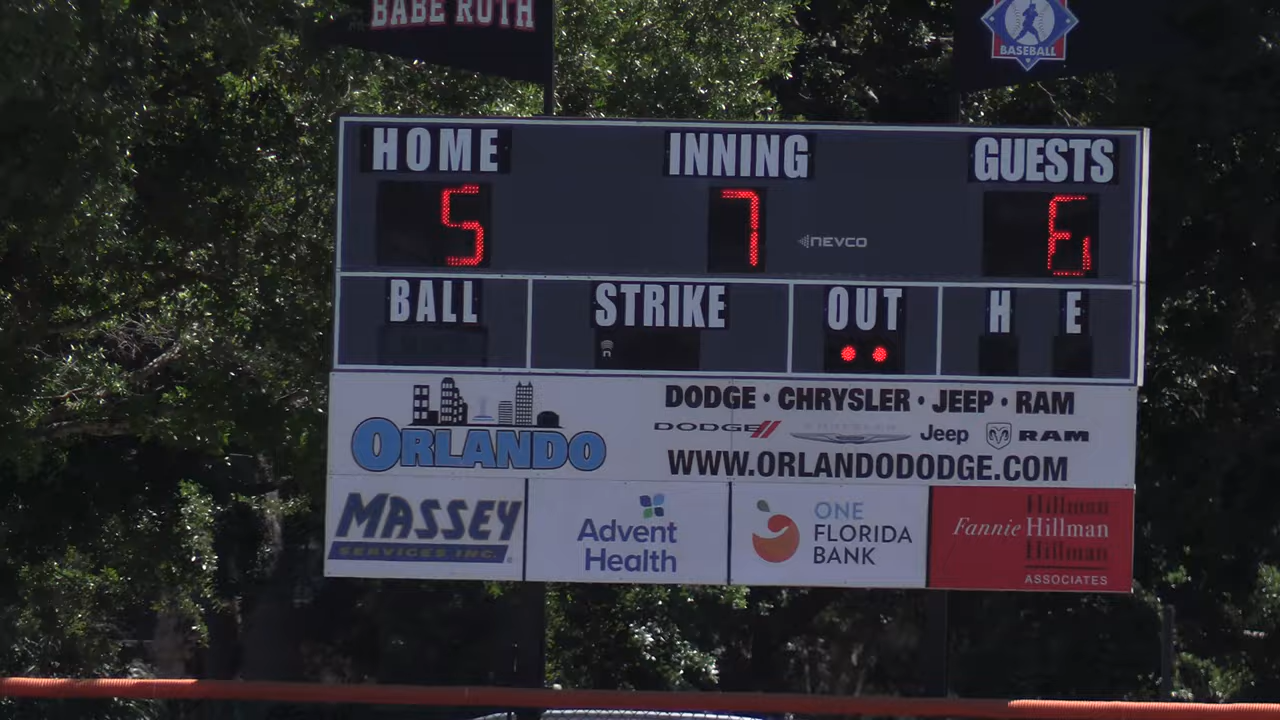 BABE RUTH
BASEBALL
HOME INNING GUESTS
5 7 6
NEVCO
BALL STRIKE OUT H E
ORLANDO
DODGE • CHRYSLER • JEEP • RAM
DODGE CHRYSLER Jeep RAM
WWW.ORLANDODODGE.COM
MASSEY
SERVICES INC.
Advent
Health
ONE
FLORIDA
BANK
Hillman
Fannie Hillman
Hillman
ASSOCIATES